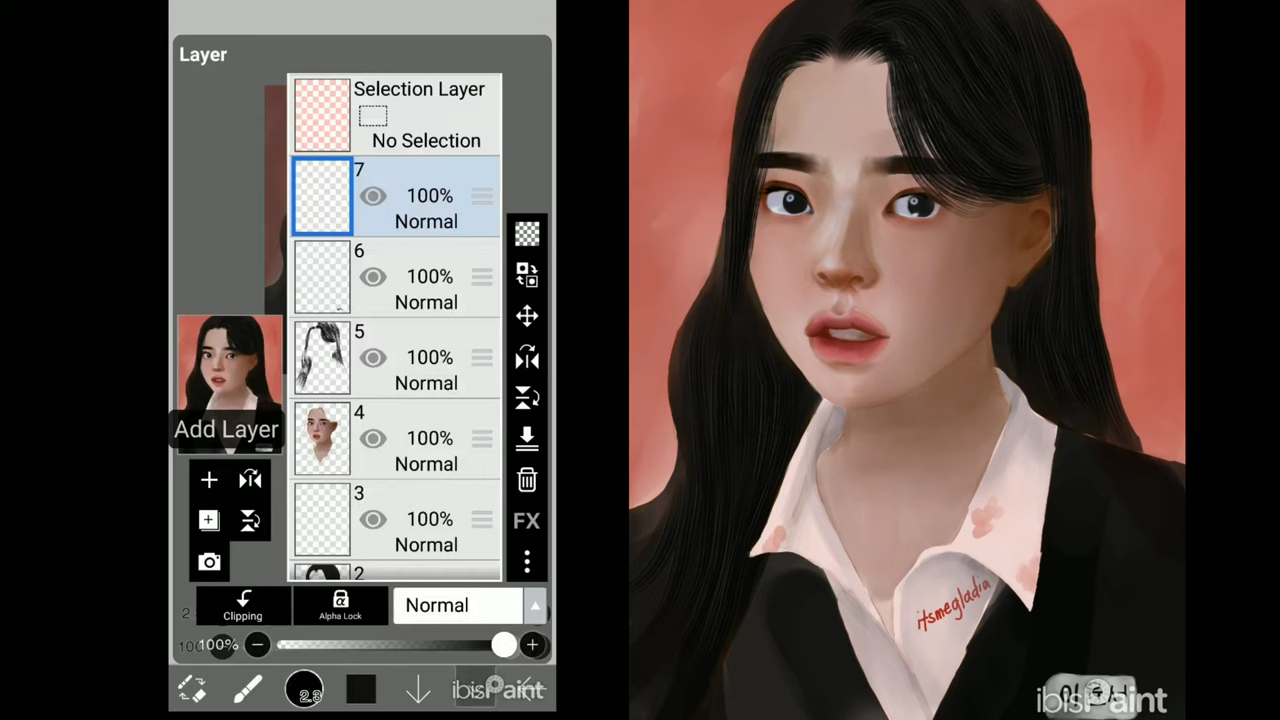 Layer
Selection Layer
No Selection
7
100%
Normal
6
100%
Normal
5
100%
Normal
4
100%
Normal
3
100%
Normal
2
Add Layer
FX
Clipping
Alpha Lock
Normal
100%
2.3
ibisPaint
itsmegladia
ibisPaint